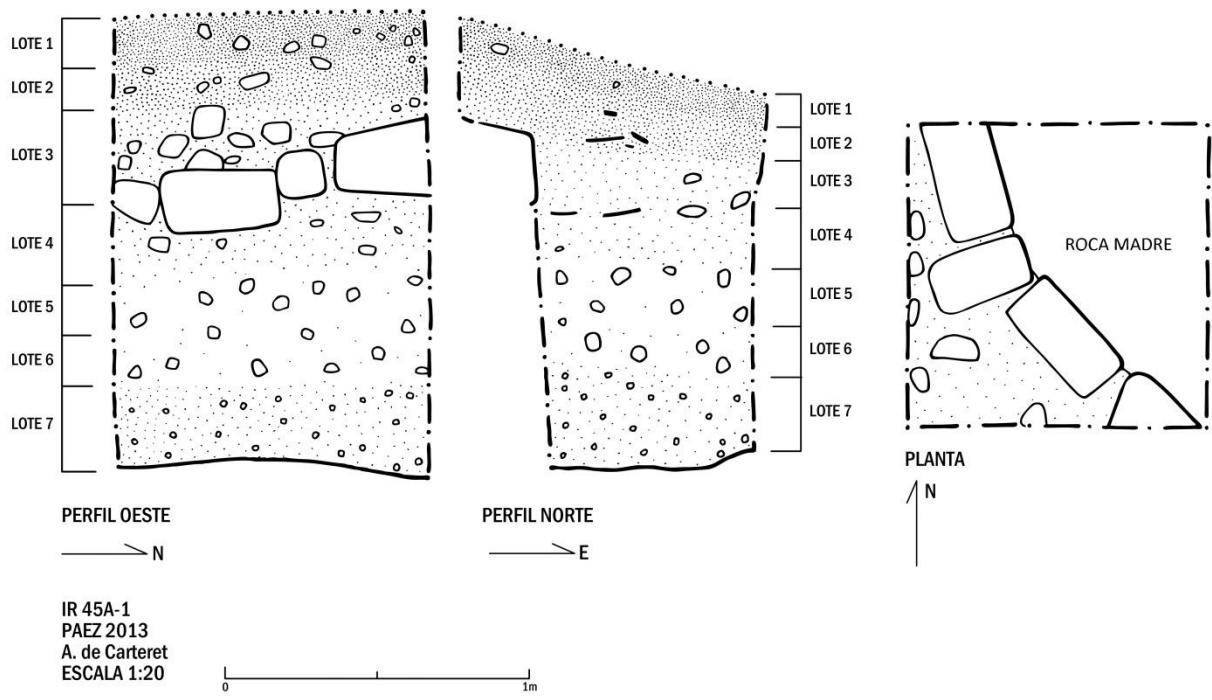 LOTE 1
LOTE 2
LOTE 3
LOTE 4
LOTE 5
LOTE 6
LOTE 7
PERFIL OESTE
N
LOTE 1
LOTE 2
LOTE 3
LOTE 4
LOTE 5
LOTE 6
LOTE 7
PERFIL NORTE
E
ROCA MADRE
PLANTA
N
IR 45A-1
PAEZ 2013
A. de Carteret
ESCALA 1:20
0
1m